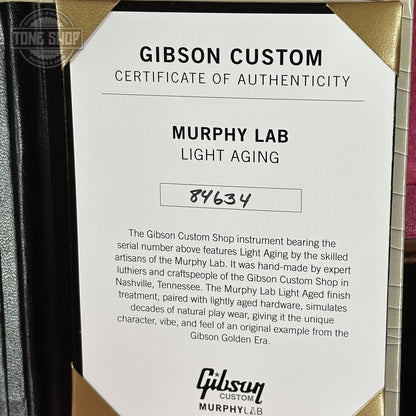 TONE SHOP
GIBSON CUSTOM
CERTIFICATE OF AUTHENTICITY
MURPHY LAB
LIGHT AGING
84634
The Gibson Custom Shop instrument bearing the
serial number above features Light Aging by the skilled
artisans of the Murphy Lab. It was hand-made by expert
luthiers and craftspeople of the Gibson Custom Shop in
Nashville, Tennessee. The Murphy Lab Light Aged finish
treatment, paired with lightly aged hardware, simulates
decades of natural play wear, giving it the unique
character, vibe, and feel of an original example from the
Gibson Golden Era.
Gibson
CUSTOM
MURPHYLAB